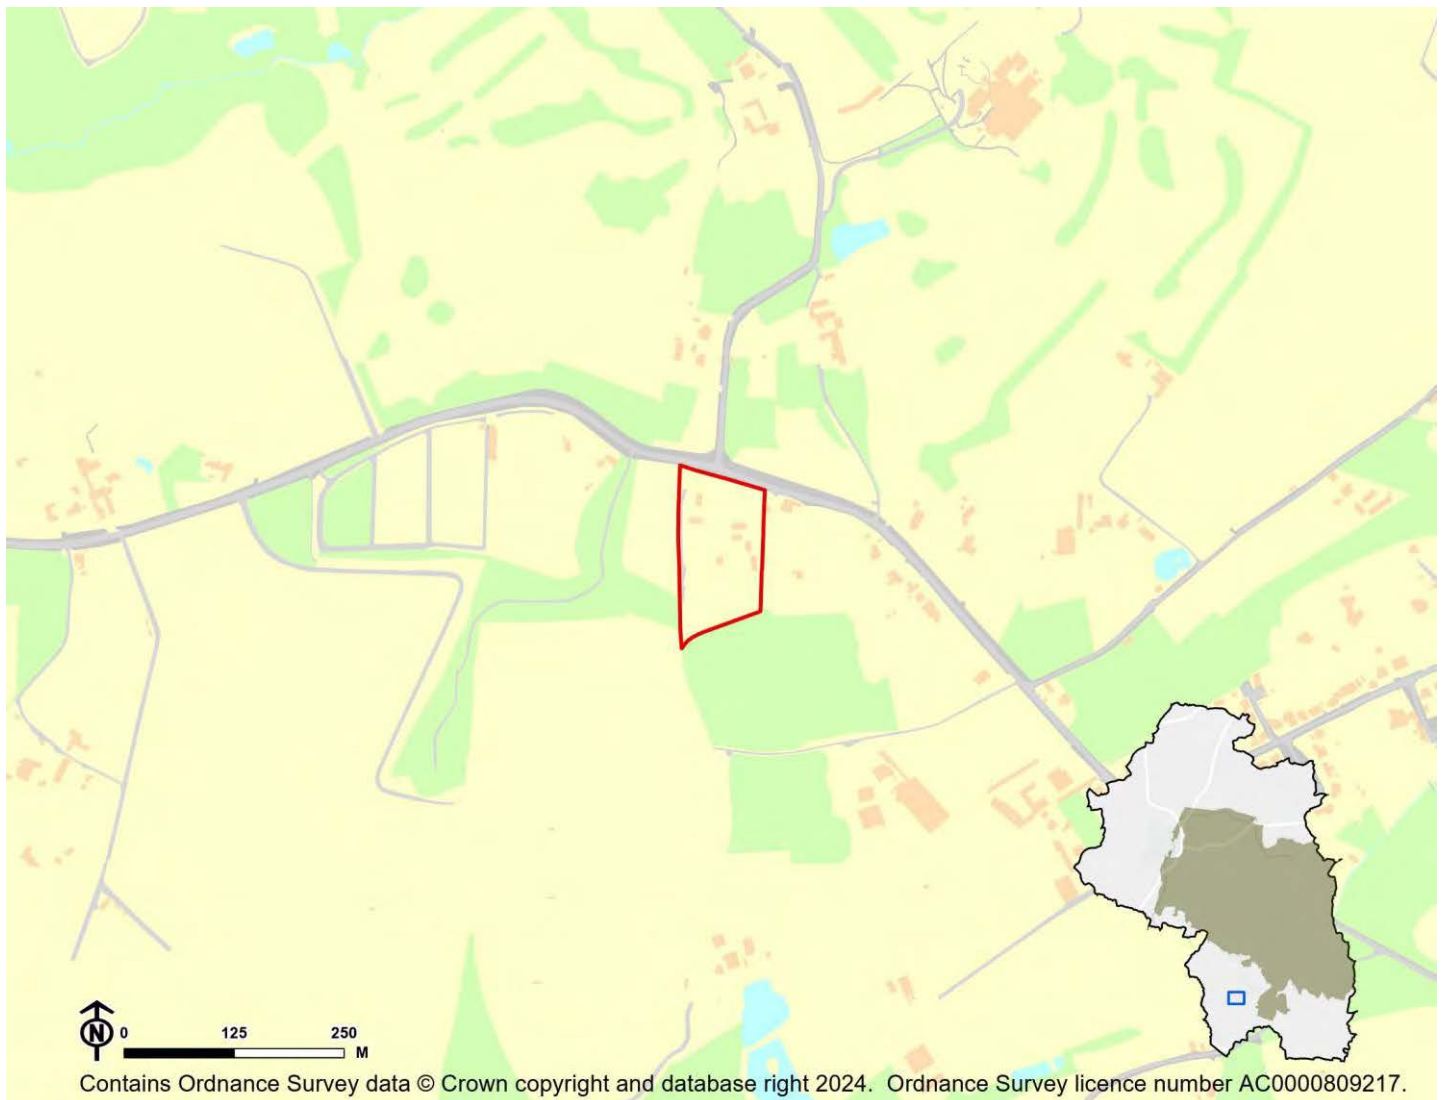 N
0 125 250
M
Contains Ordnance Survey data © Crown copyright and database right 2024. Ordnance Survey licence number AC0000809217.